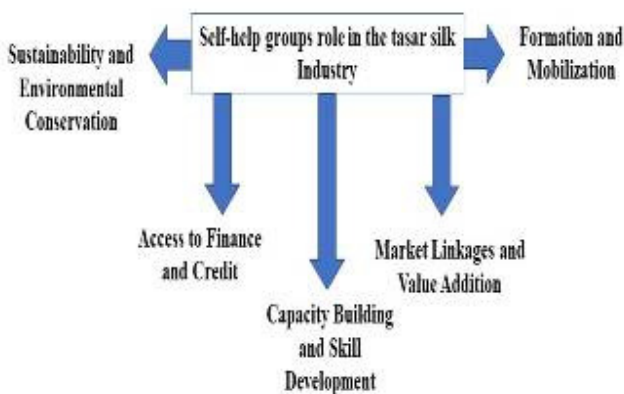 Self-help groups role in the tasar silk
Industry
Sustainability and
Environmental
Conservation
Formation and
Mobilization
Access to Finance
and Credit
Market Linkages and
Value Addition
Capacity Building
and Skill
Development